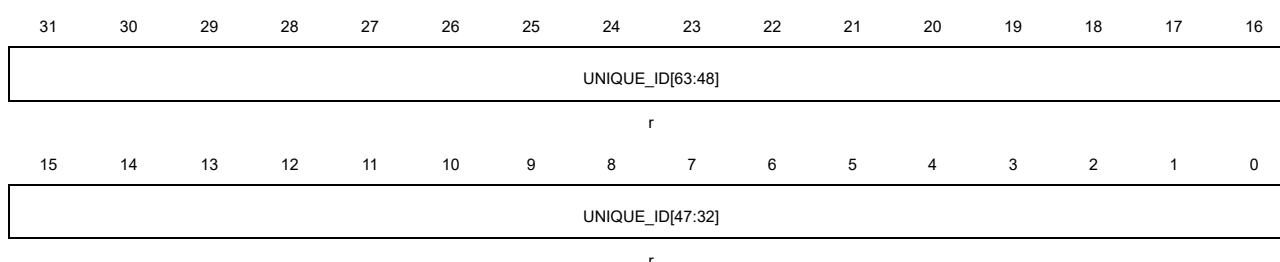 31 30 29 28 27 26 25 24 23 22 21 20 19 18 17 16
UNIQUE_ID[63:48]
r
15 14 13 12 11 10 9 8 7 6 5 4 3 2 1 0
UNIQUE_ID[47:32]
r